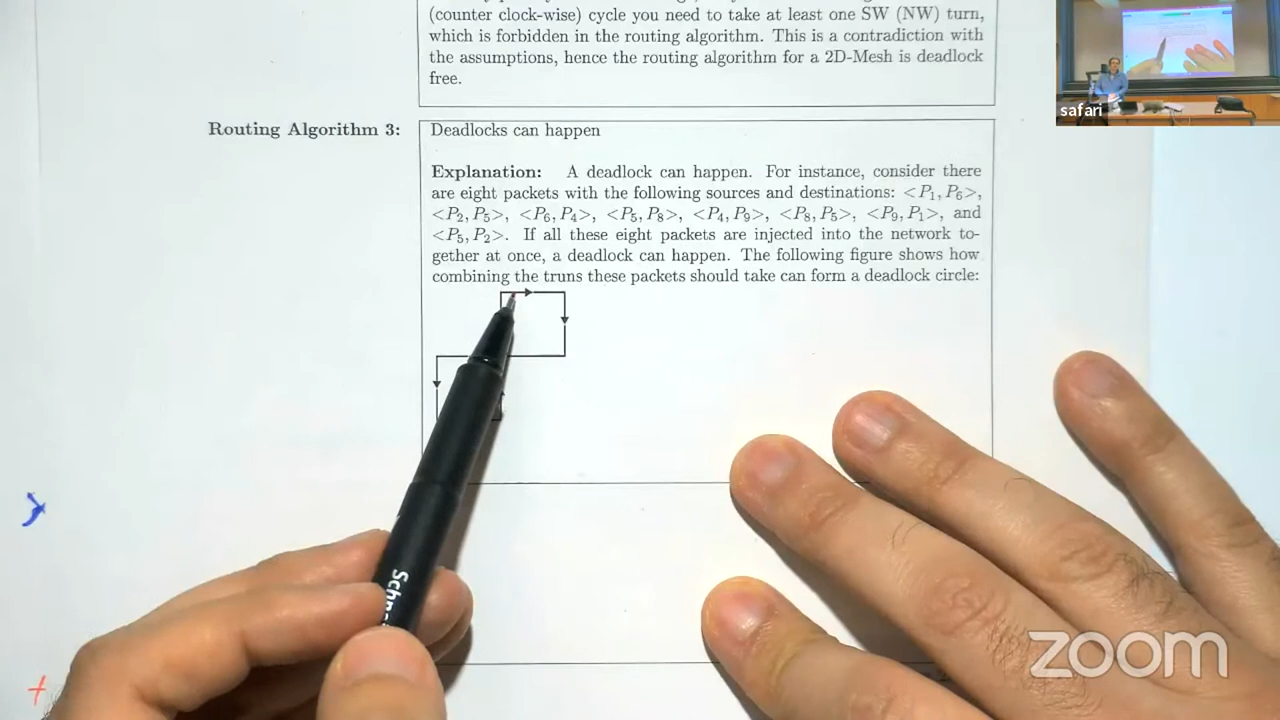 (counter clock-wise) cycle you need to take at least one SW (NW) turn,
which is forbidden in the routing algorithm. This is a contradiction with
the assumptions, hence the routing algorithm for a 2D-Mesh is deadlock
free.
safari
Routing Algorithm 3:
Deadlocks can happen
Explanation: A deadlock can happen. For instance, consider there
are eight packets with the following sources and destinations: <P1, P6>,
<P2, P5>, <P6, P4>, <P5, P8>, <P4, P9>, <P8, P5>, <P9, P1>, and
<P5, P2>. If all these eight packets are injected into the network to-
gether at once, a deadlock can happen. The following figure shows how
combining the truns these packets should take can form a deadlock circle:
zoom